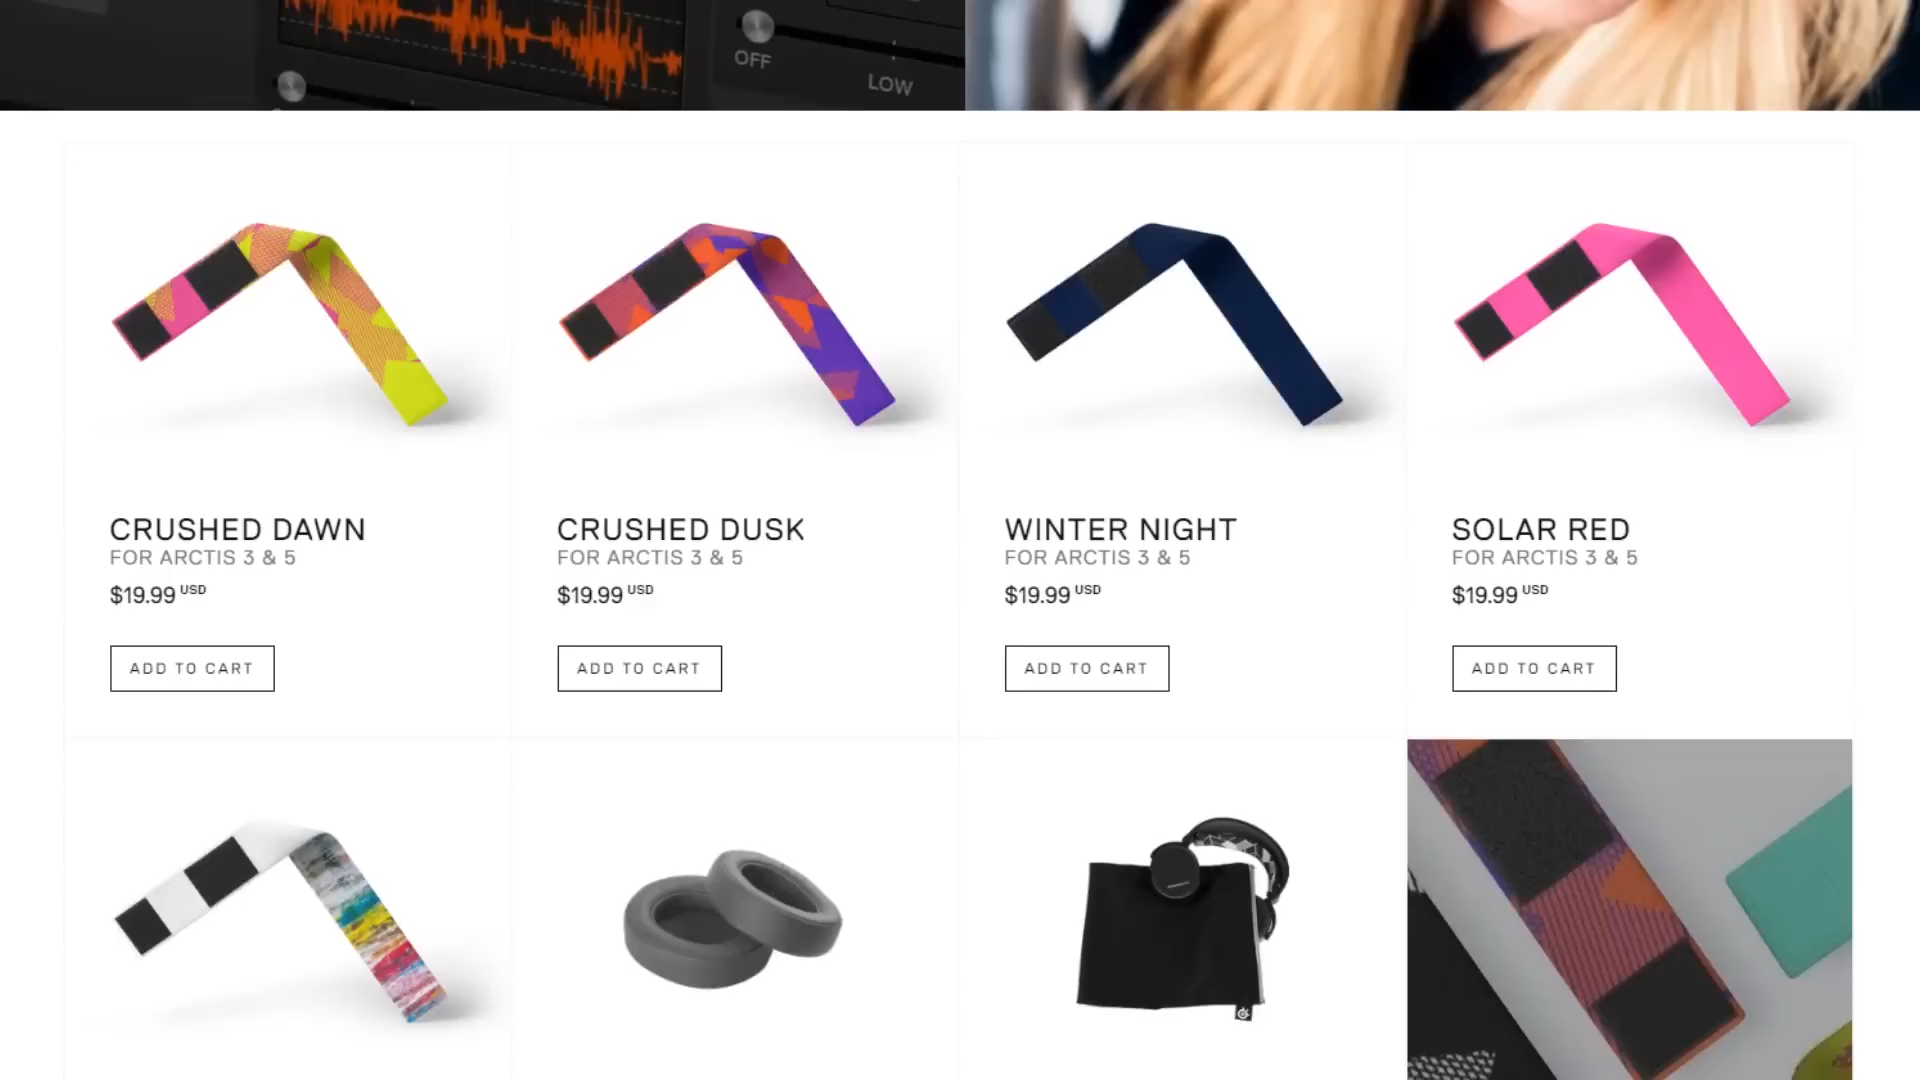 OFF
LOW
CRUSHED DAWN
FOR ARCTIS 3 & 5
$19.99 USD
ADD TO CART
CRUSHED DUSK
FOR ARCTIS 3 & 5
$19.99 USD
ADD TO CART
WINTER NIGHT
FOR ARCTIS 3 & 5
$19.99 USD
ADD TO CART
SOLAR RED
FOR ARCTIS 3 & 5
$19.99 USD
ADD TO CART